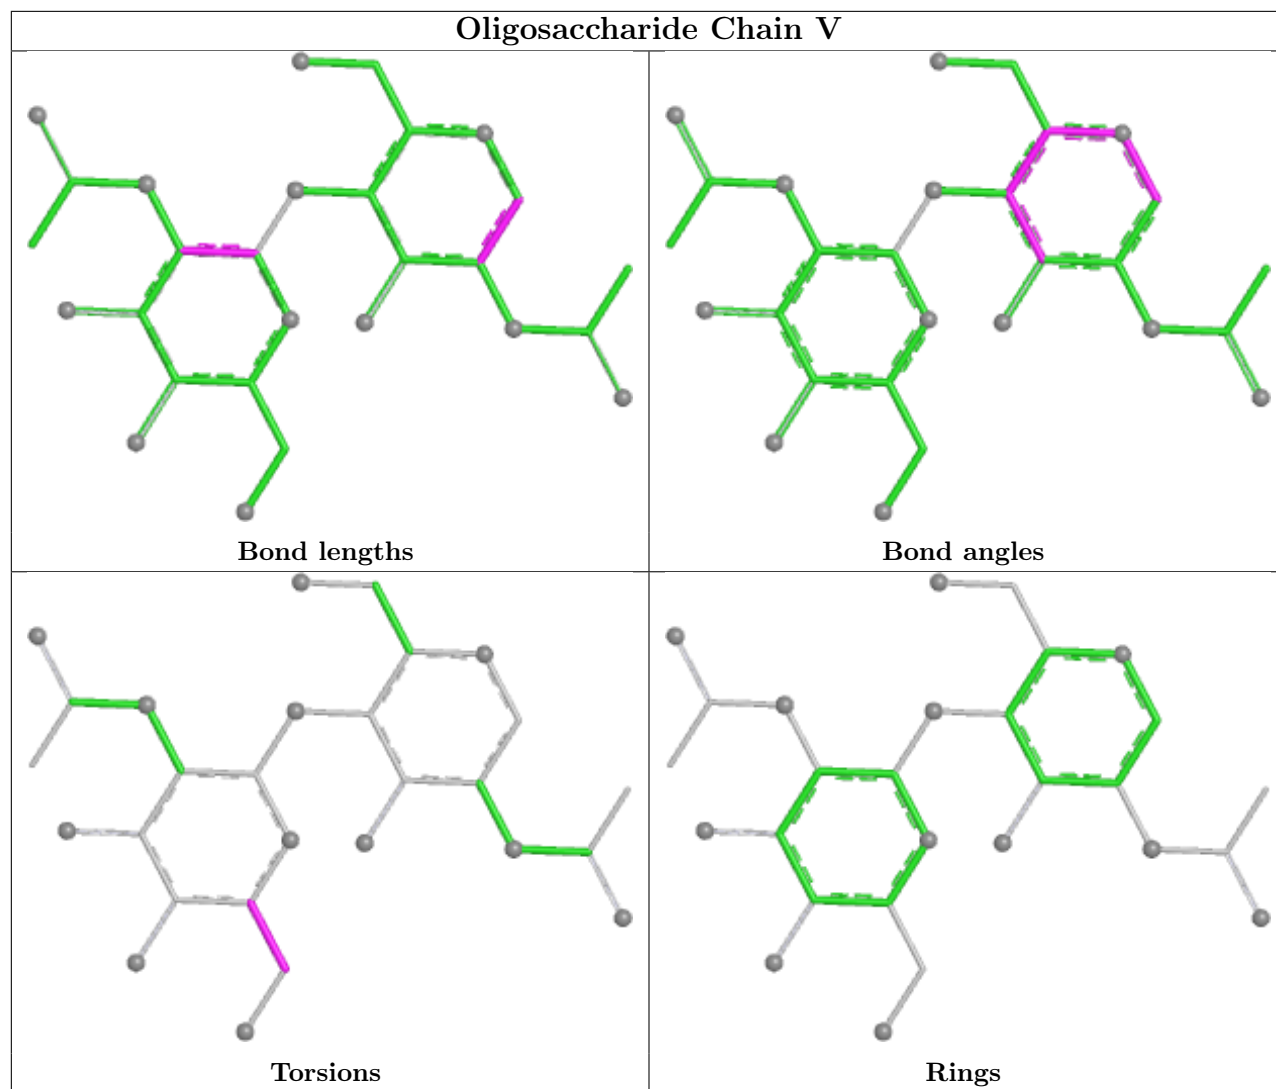 Oligosaccharide Chain V
Bond lengths
Bond angles
Torsions
Rings